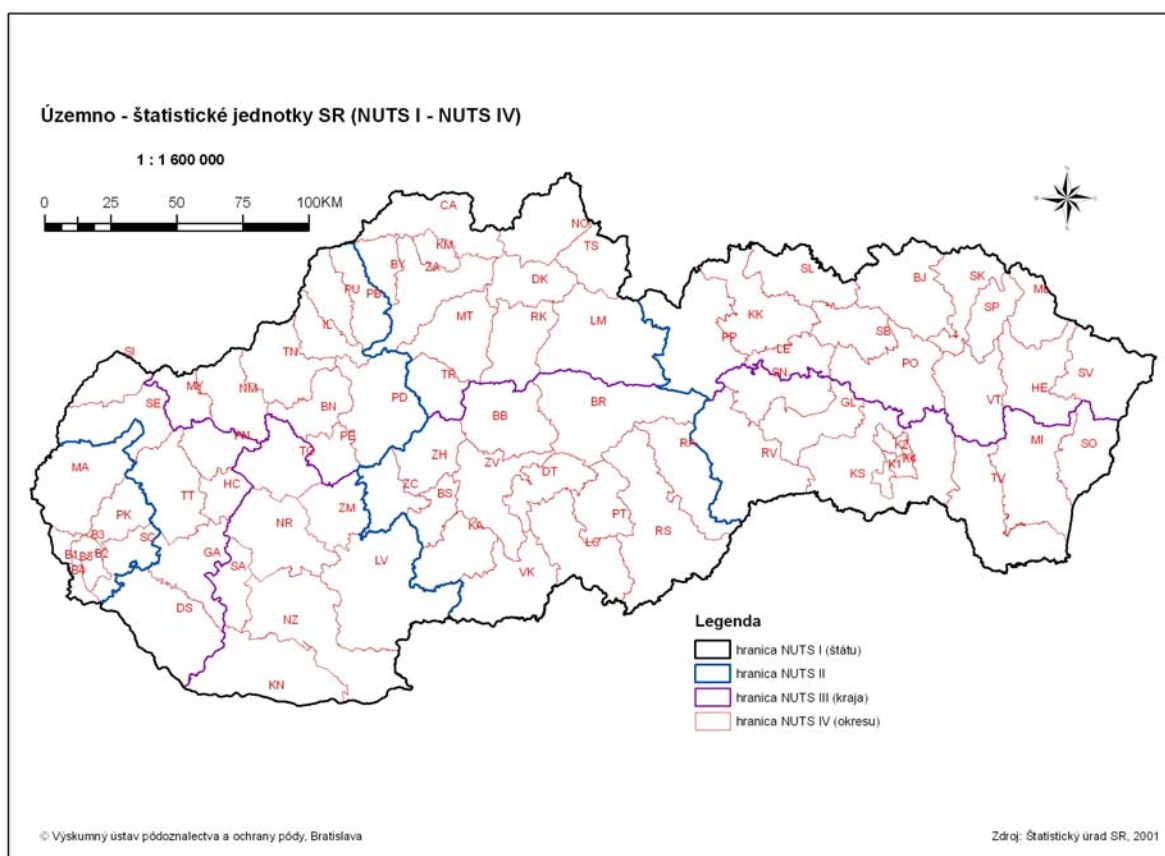 Územno - štatistické jednotky SR (NUTS I - NUTS IV)
1 : 1 600 000
0 25 50 75 100KM
CA
NO
TS
KM
BY
ZA
DK
PU
PB
IL
MT
RK
LM
TN
TR
SL
BJ
SK
ML
SP
KK
SB
PP
LE
PO
SN
VT
HE
SV
SI
SE
MY
NM
BN
PD
BB
BR
GL
PN
TO
PE
ZH
ZV
DT
RA
RV
KS
K2
K1
K4
MI
SO
TV
MA
TT
HC
ZM
ZC
BS
PK
NR
KA
PT
RS
LC
B3
SC
B1
B5
B2
B4
GA
SA
LV
VK
DS
NZ
KN
Legenda
hranica NUTS I (štátu)
hranica NUTS II
hranica NUTS III (kraja)
hranica NUTS IV (okresu)
© Výskumný ústav pôdoznalectva a ochrany pôdy, Bratislava
Zdroj: Štatistický úrad SR, 2001